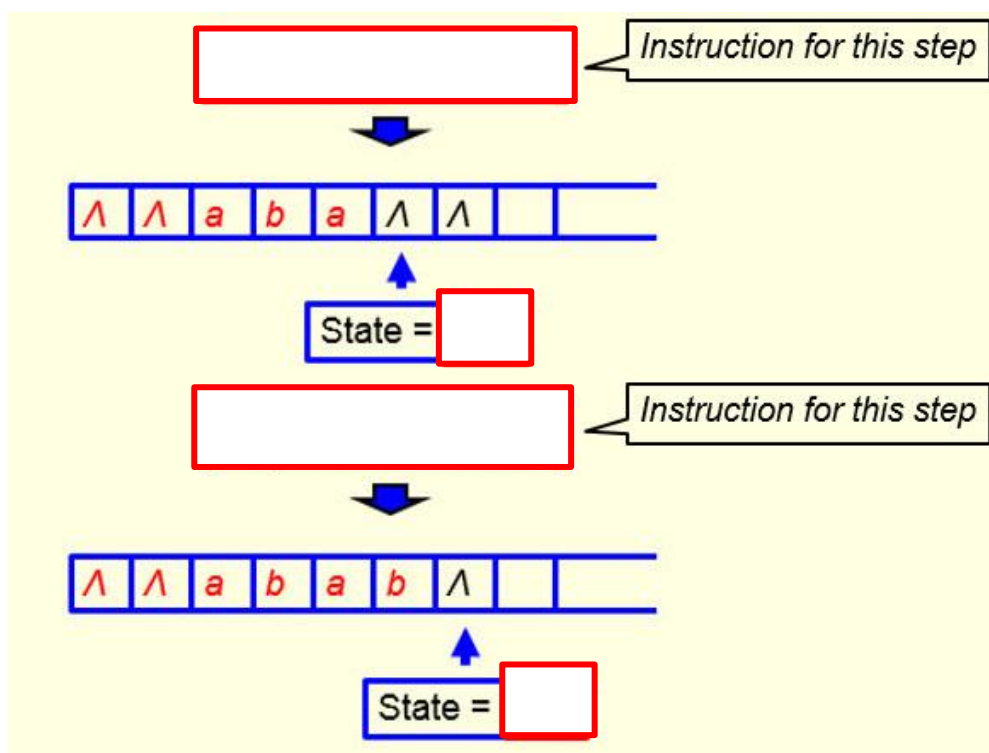 Instruction for this step
Λ Λ a b a Λ Λ
State =
Instruction for this step
Λ Λ a b a b Λ
State =